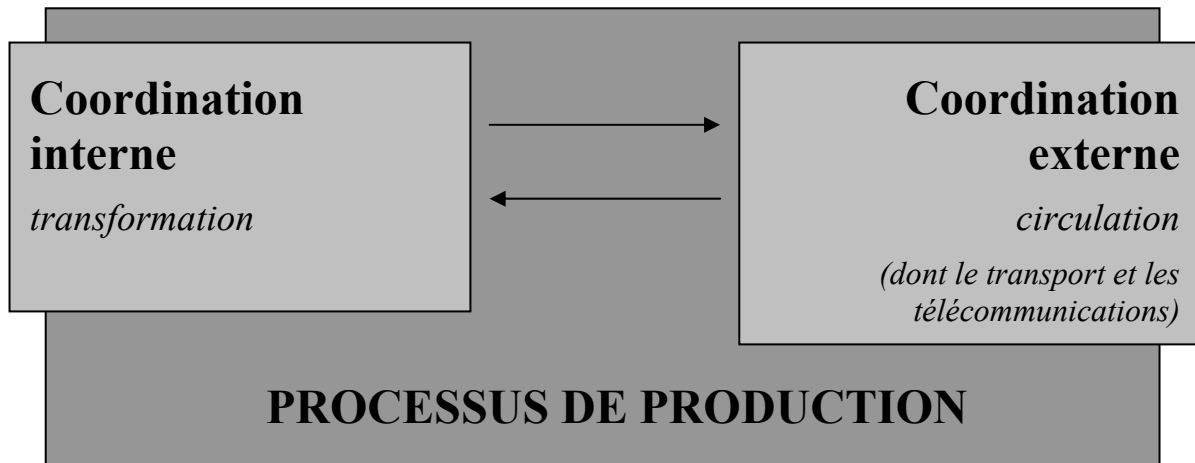 Coordination
interne
transformation
Coordination
externe
circulation
(dont le transport et les
télécommunications)
PROCESSUS DE PRODUCTION